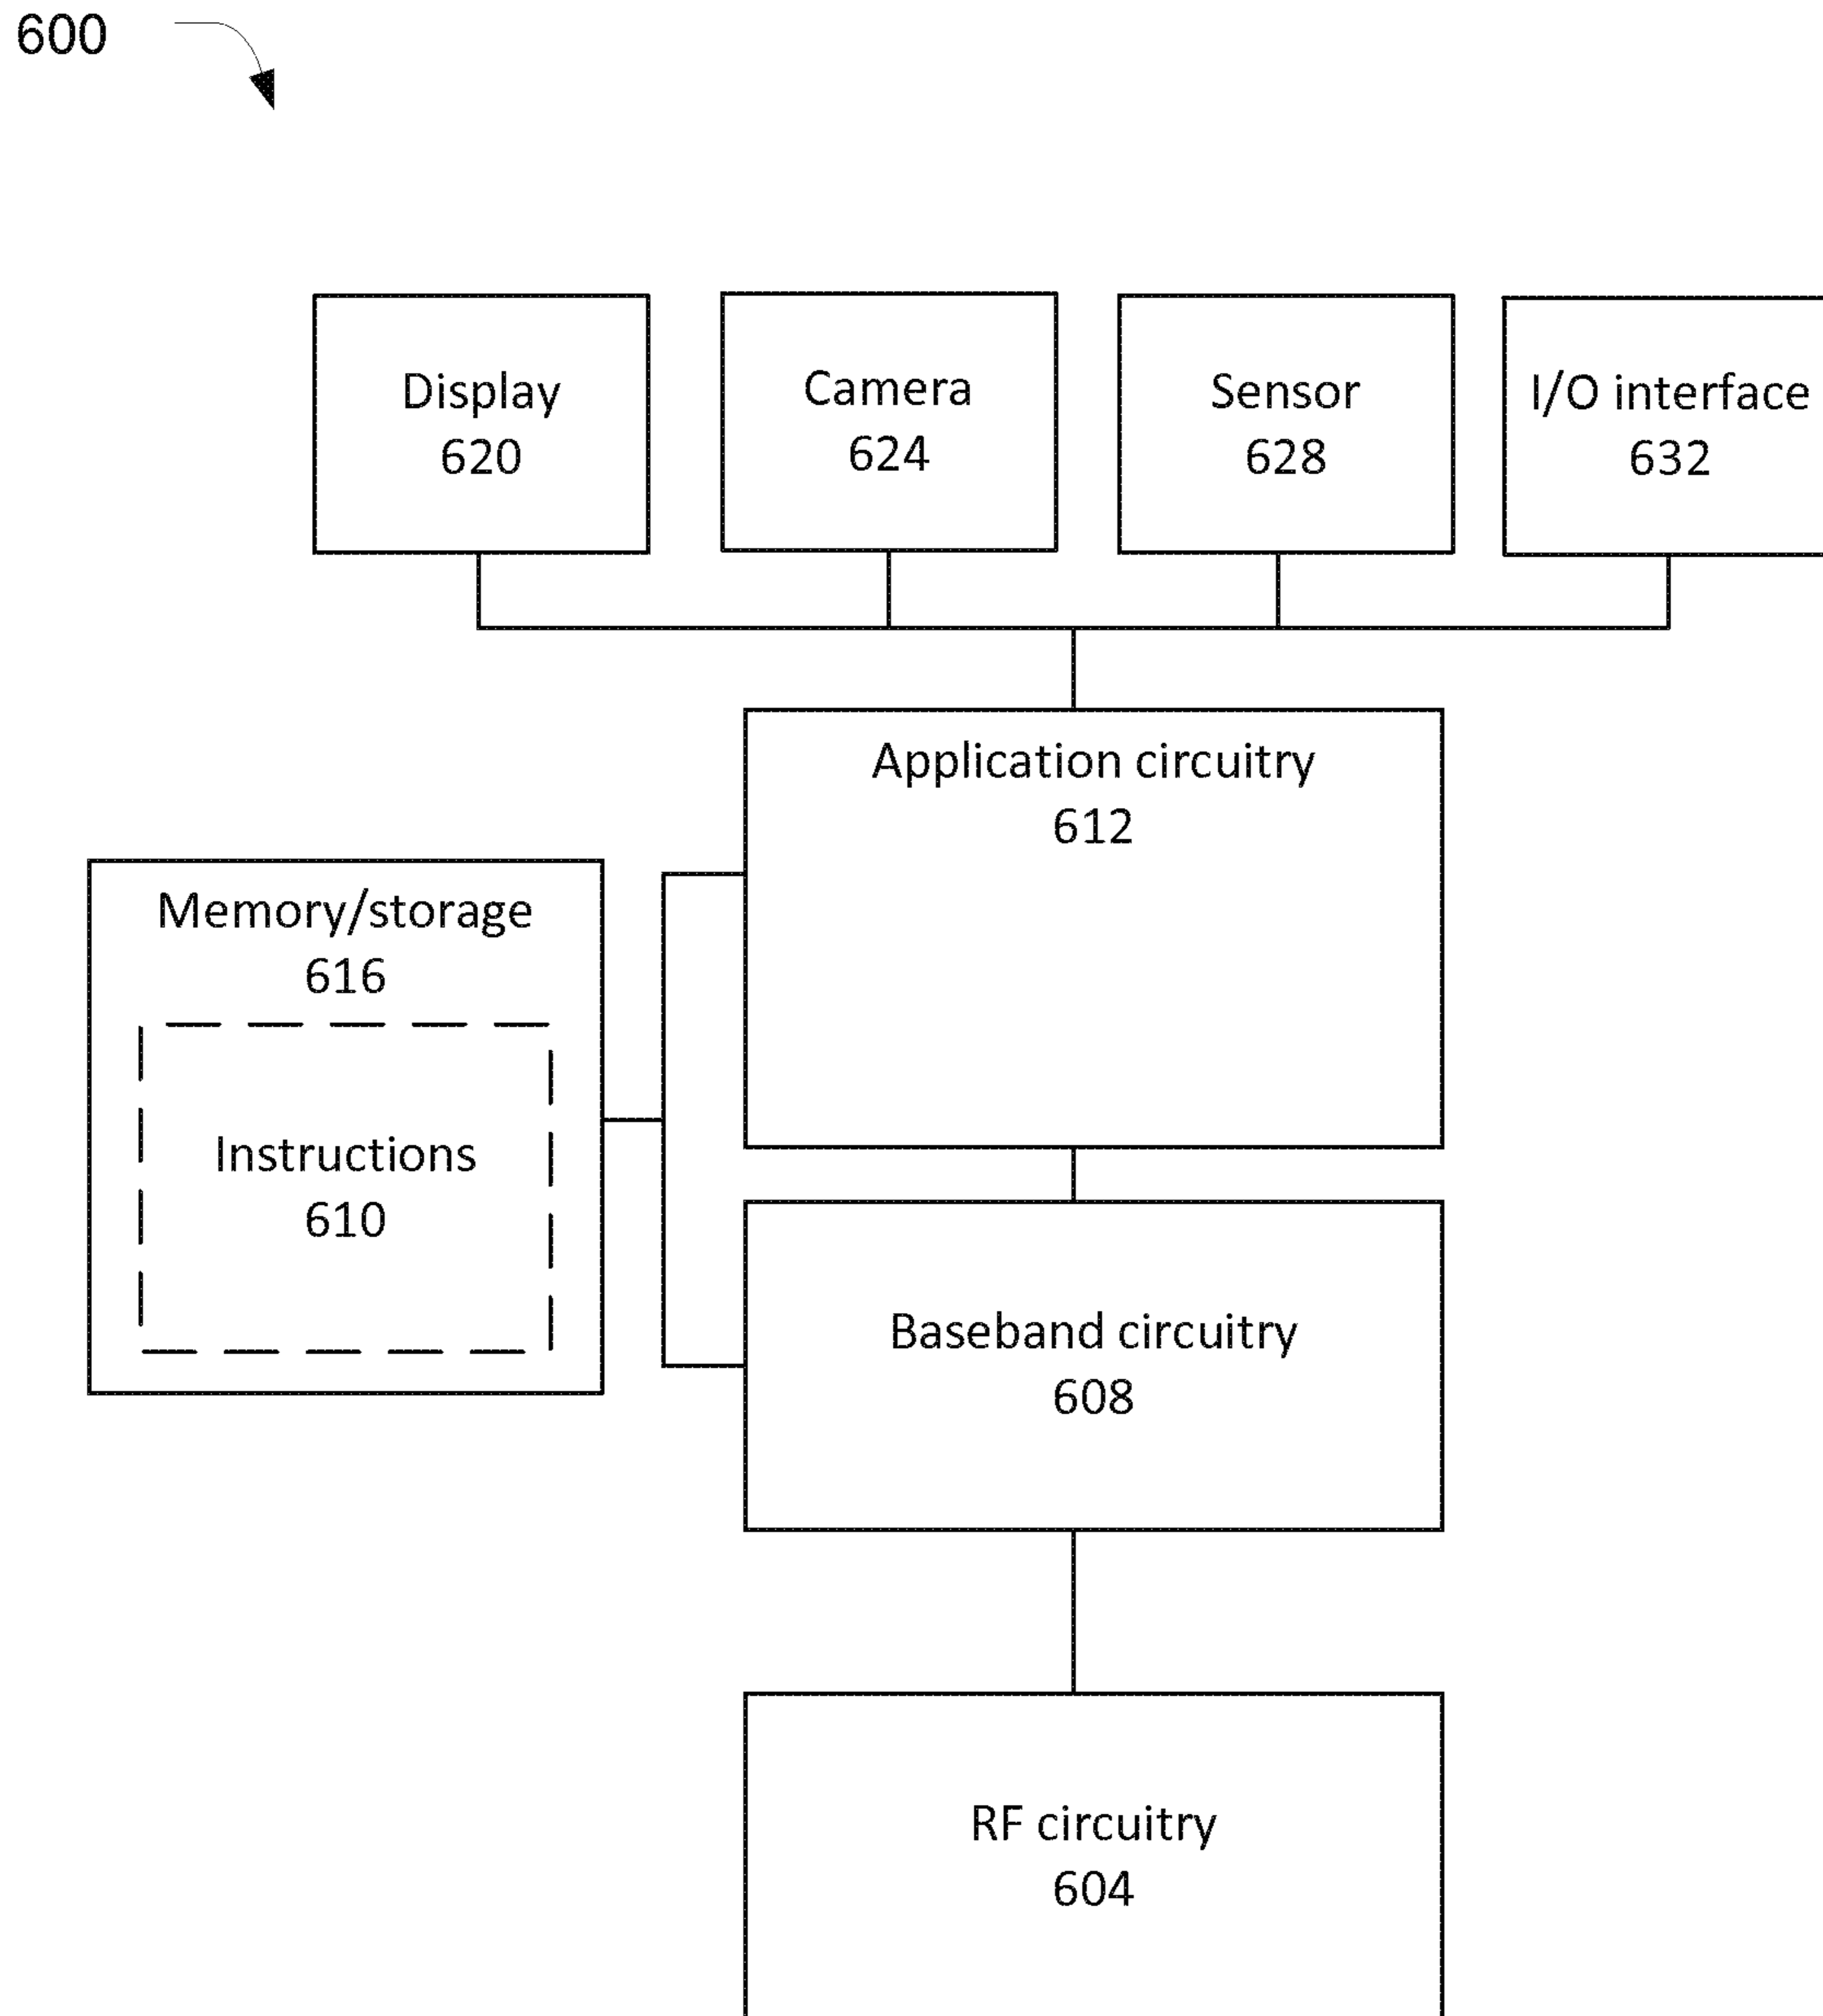 600
Display
620
Camera
624
Sensor
628
I/O interface
632
Application circuitry
612
Memory/storage
616
Instructions
610
Baseband circuitry
608
RF circuitry
604